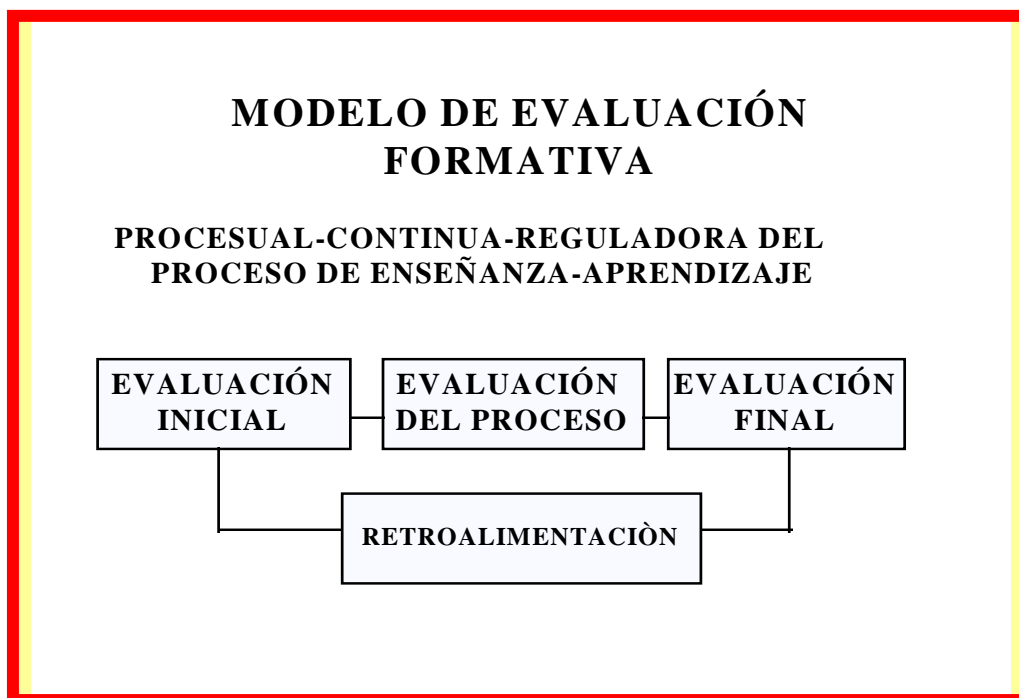 MODELO DE EVALUACIÓN
FORMATIVA
PROCESUAL-CONTINUA-REGULADORA DEL
PROCESO DE ENSEÑANZA-APRENDIZAJE
EVALUACIÓN
INICIAL
EVALUACIÓN
DEL PROCESO
EVALUACIÓN
FINAL
RETROALIMENTACIÒN